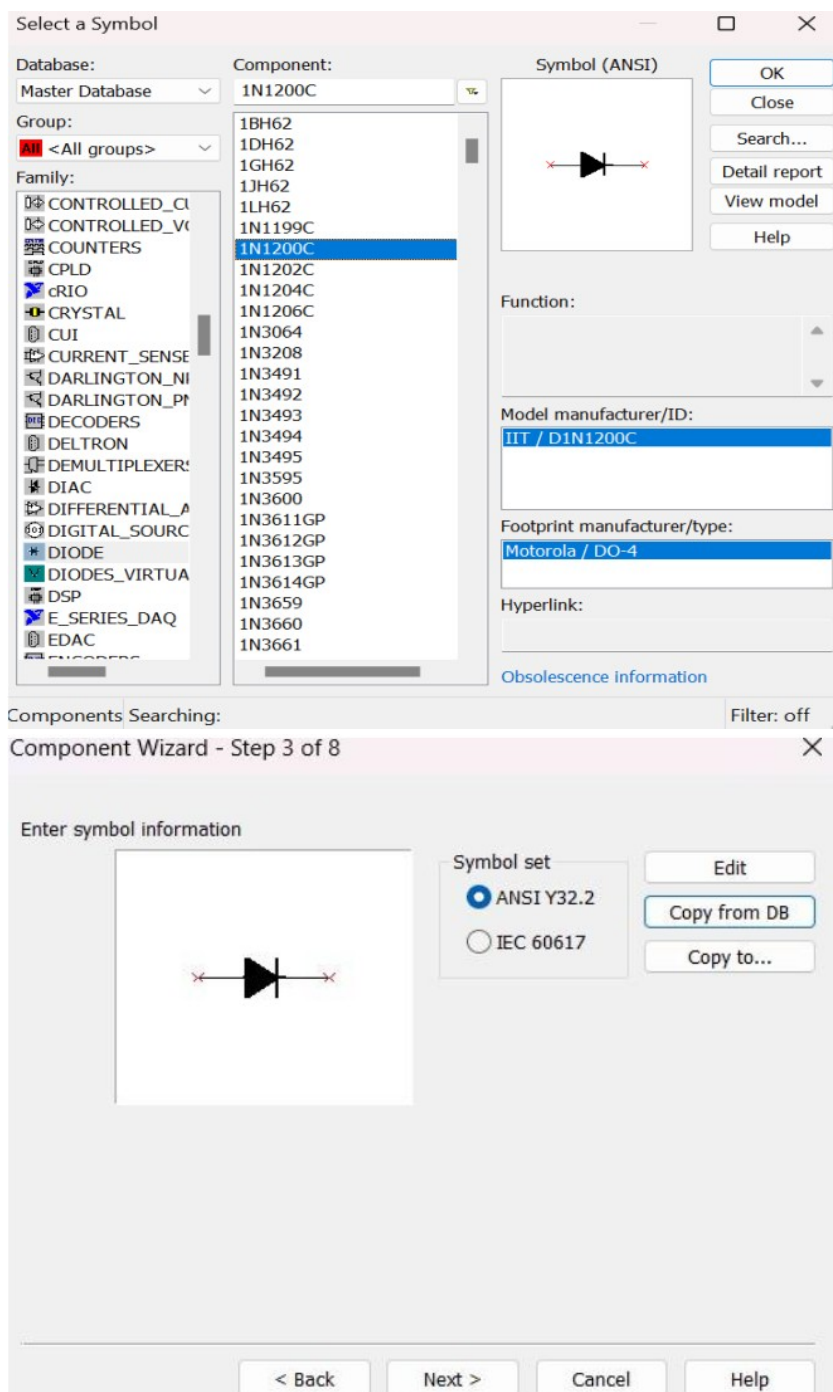 Select a Symbol
Database:
Master Database
Group:
All <All groups>
Family:
CONTROLLED_CU
CONTROLLED_VO
COUNTERS
CPLD
cRIO
CRYSTAL
CUI
CURRENT_SENSE
DARLINGTON_NI
DARLINGTON_PN
DECODERS
DELTRON
DEMULTIPLEXERS
DIAC
DIFFERENTIAL_A
DIGITAL_SOURC
DIODE
DIODES_VIRTUA
DSP
E_SERIES_DAQ
EDAC
Component:
1N1200C
1BH62
1DH62
1GH62
1JH62
1LH62
1N1199C
1N1200C
1N1202C
1N1204C
1N1206C
1N3064
1N3208
1N3491
1N3492
1N3493
1N3494
1N3495
1N3595
1N3600
1N3611GP
1N3612GP
1N3613GP
1N3614GP
1N3659
1N3660
1N3661
Symbol (ANSI)
OK
Close
Search...
Detail report
View model
Help
Function:
Model manufacturer/ID:
IIT / D1N1200C
Footprint manufacturer/type:
Motorola / DO-4
Hyperlink:
Obsolescence information
Components Searching:
Filter: off
Component Wizard - Step 3 of 8
Enter symbol information
Symbol set
ANSI Y32.2
IEC 60617
Edit
Copy from DB
Copy to...
< Back
Next >
Cancel
Help